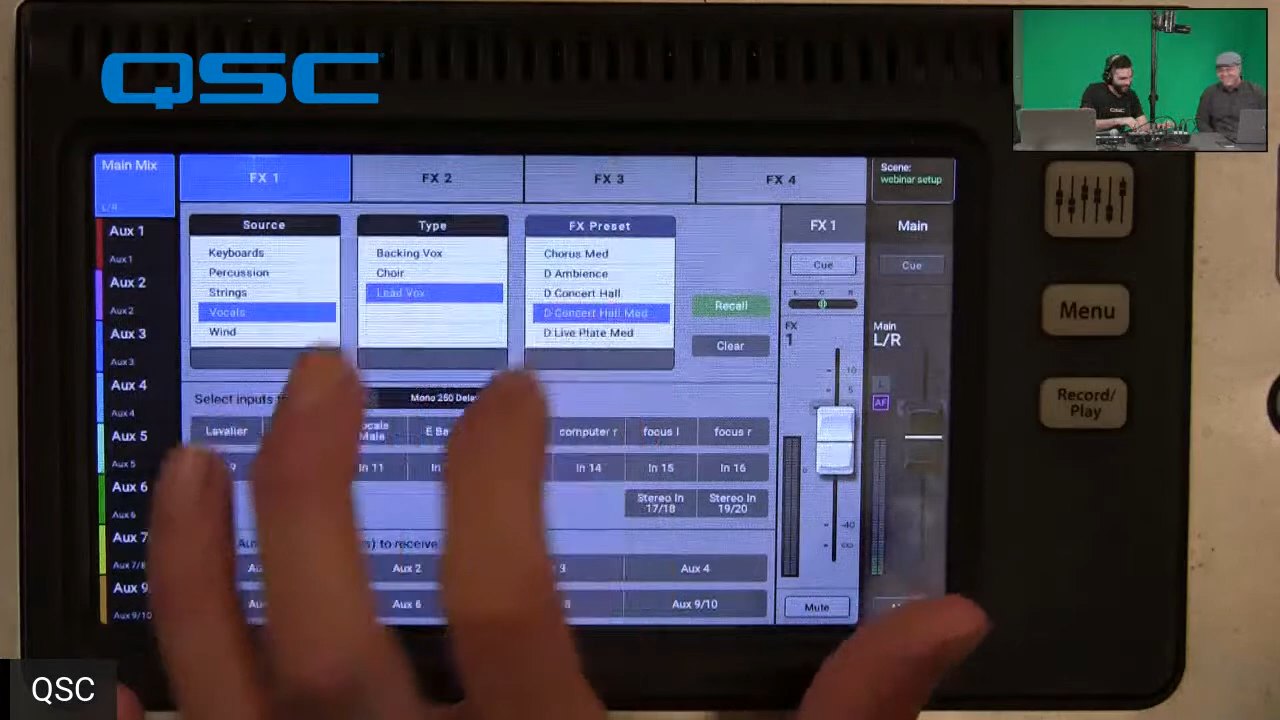 QSC
Main Mix
L/R
FX 1
FX 2
FX 3
FX 4
Scene:
webinar setup
Aux 1
Aux 1
Aux 2
Aux 2
Aux 3
Aux 3
Aux 4
Aux 4
Aux 5
Aux 5
Aux 6
Aux 6
Aux 7
Aux 7/8
Aux 9
Aux 9/10
Source
Keyboards
Percussion
Strings
Vocals
Wind
Type
Backing Vox
Choir
Lead Vox
FX Preset
Chorus Med
D Ambience
D Concert Hall
D Concert Hall Med
D Live Plate Med
Recall
Clear
Select inputs
Mono 250 Delay
Lavalier
Male
computer r
focus l
focus r
In 11
In 14
In 15
In 16
Stereo In
17/18
Stereo In
19/20
to receive
Aux 2
Aux 4
Aux 6
Aux 9/10
FX 1
Cue
L C R
FX
1
10
5
0
-40
∞
Mute
Main
Cue
Main
L/R
L
AF
Menu
Record/
Play
QSC